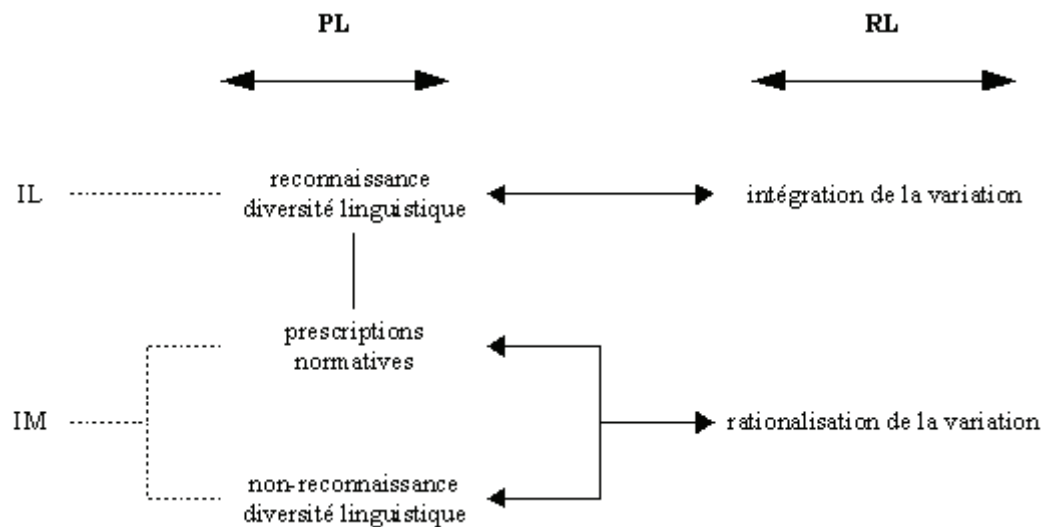 PL
RL
IL
reconnaissance
diversité linguistique
intégration de la variation
prescriptions
normatives
IM
rationalisation de la variation
non-reconnaissance
diversité linguistique